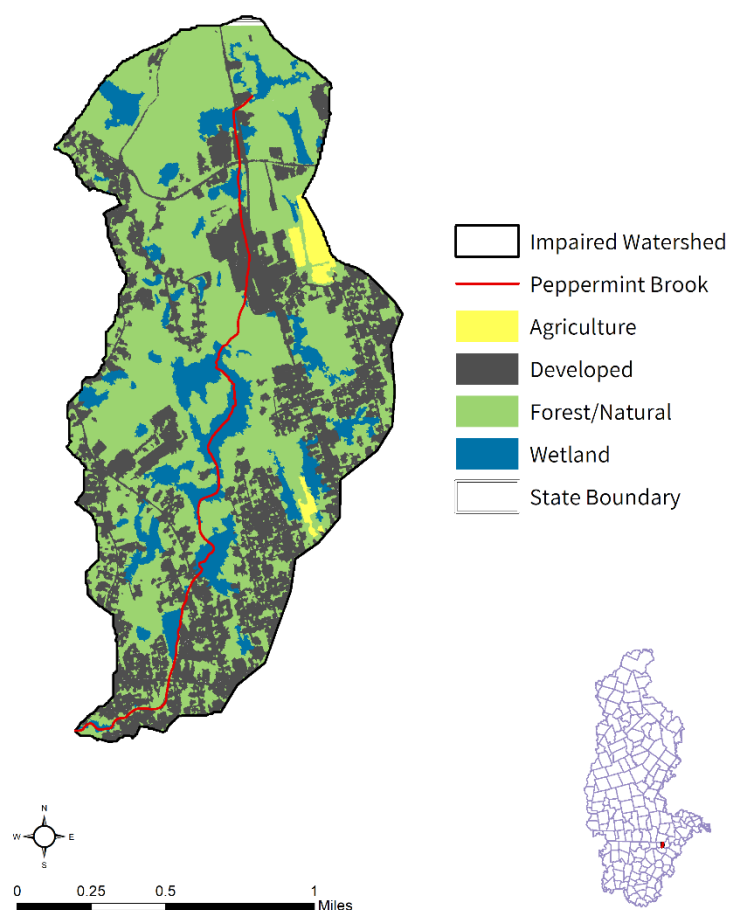 Impaired Watershed
Peppermint Brook
Agriculture
Developed
Forest/Natural
Wetland
State Boundary
N
W E
S
0 0.25 0.5 1
Miles